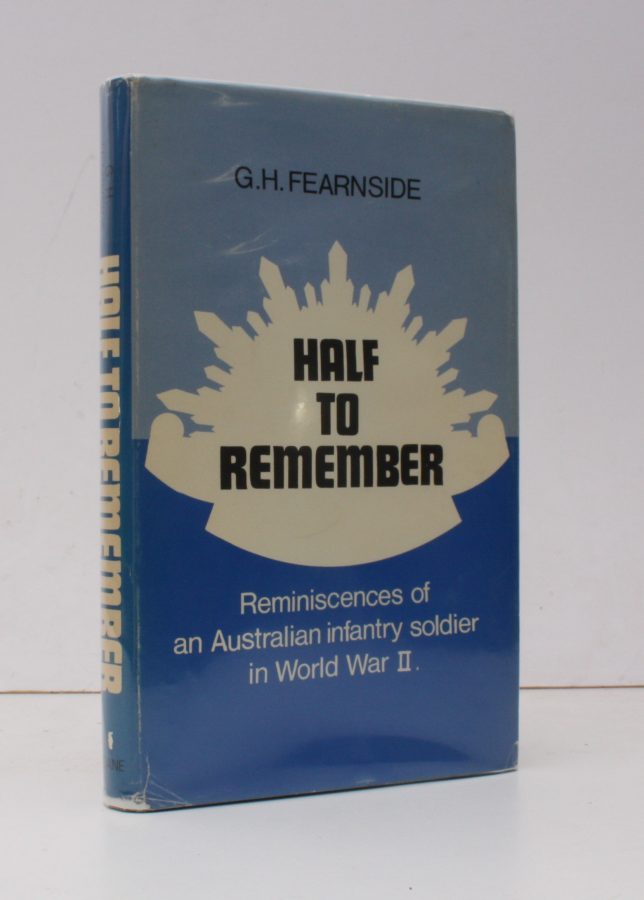 G.H. FEARNSIDE
HALF
TO
REMEMBER
Reminiscences of
an Australian infantry soldier
in World War II.
HALF TO REMEMBER